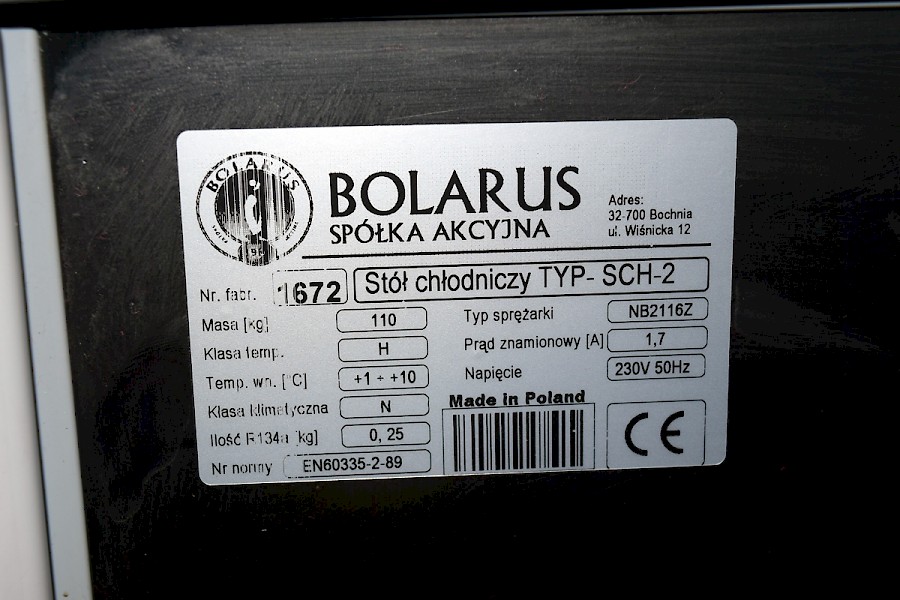 BOLARUS
BOLARUS
SPÓŁKA AKCYJNA
Adres:
32-700 Bochnia
ul. Wiśnicka 12
Nr. fabr. 1672 Stół chłodniczy TYP- SCH-2
Masa [kg] 110
Klasa temp. H
Temp. wn. [°C] +1 ÷ +10
Klasa klimatyczna N
Ilość R134a [kg] 0, 25
Nr normy EN60335-2-89
Typ sprężarki NB2116Z
Prąd znamionowy [A] 1,7
Napięcie 230V 50Hz
Made in Poland
CE